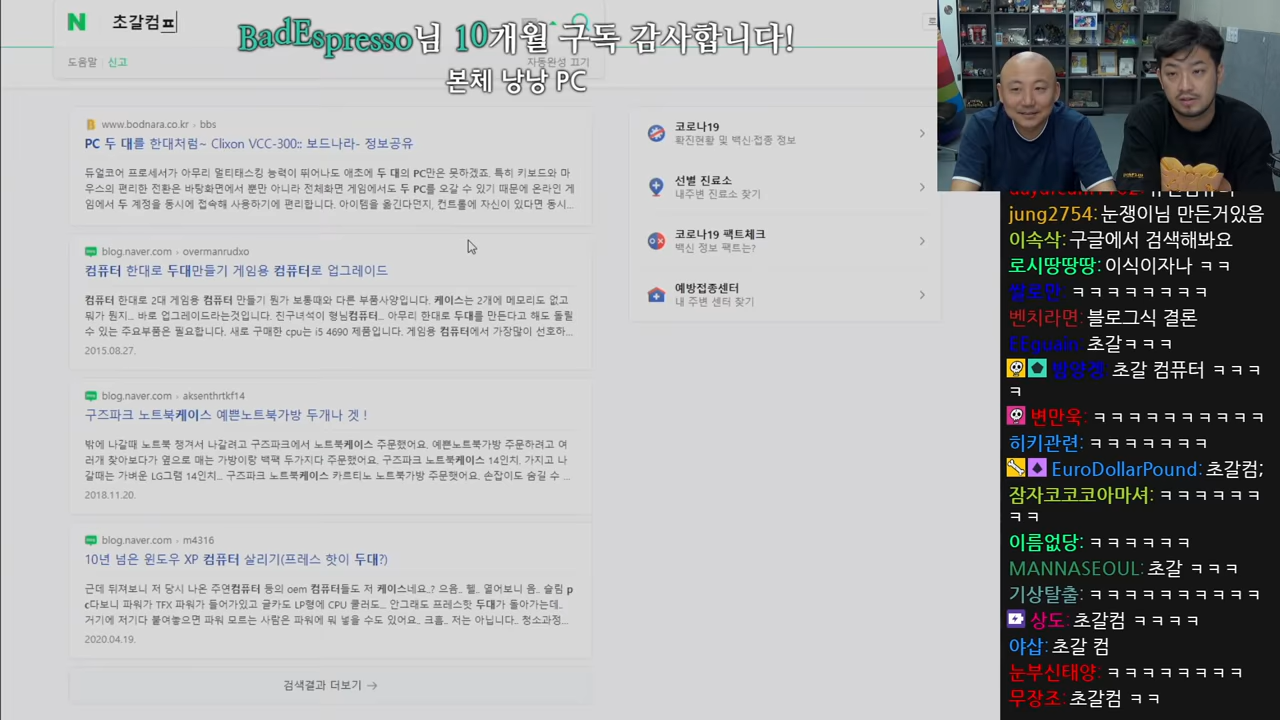 N 초갈컴ㅍ
BadEspresso님 10개월 구독 감사합니다!
본체 낭낭 PC
도움말 신고
자동완성 끄기
www.bodnara.co.kr › bbs
PC 두 대를 한대처럼~ Clixon VCC-300:: 보드나라- 정보공유
듀얼코어 프로세서가 아무리 멀티태스킹 능력이 뛰어나도 애초에 두 대의 PC만은 못하겠죠. 특히 키보드와 마
우스의 편리한 전환은 바탕화면에서 뿐만 아니라 전체화면 게임에서도 두 PC를 오갈 수 있기 때문에 온라인 게
임에서 두 계정을 동시에 접속해 사용하기에 편리합니다. 아이템을 옮긴다던지, 컨트롤에 자신이 있다면 동시...
blog.naver.com › overmanrudxo
컴퓨터 한대로 두대만들기 게임용 컴퓨터로 업그레이드
컴퓨터 한대로 2대 게임용 컴퓨터 만들기 뭔가 보통때와 다른 부품사양입니다. 케이스는 2개에 메모리도 없고
뭐가 뭔지... 바로 업그레이드라는것입니다. 친구녀석이 형님컴퓨터... 아무리 한대로 두대를 만든다고 해도 돌릴
수 있는 주요부품은 필요합니다. 새로 구매한 cpu는 i5 4690 제품입니다. 게임용 컴퓨터에서 가장많이 선호하...
2015.08.27.
blog.naver.com › aksenthrtkf14
구즈파크 노트북케이스 예쁜노트북가방 두개나 겟 !
밖에 나갈때 노트북 챙겨서 나갈려고 구즈파크에서 노트북케이스 주문했어요. 예쁜노트북가방 주문하려고 여
러개 찾아보다가 옆으로 매는 가방이랑 백팩 두가지다 주문했어요. 구즈파크 노트북케이스 14인치, 가지고 나
갈때는 가벼운 LG그램 14인치... 구즈파크 노트북케이스 카르티노 노트북가방 주문햇어요. 손잡이도 숨길 수 ...
2018.11.20.
blog.naver.com › m4316
10년 넘은 윈도우 XP 컴퓨터 살리기(프레스 핫이 두대?)
근데 뒤져보니 저 당시 나온 주연컴퓨터 등의 oem 컴퓨터들도 저 케이스네요..? 으음.. 헬.. 열어보니 음.. 슬림 p
c다보니 파워가 TFX 파워가 들어가있고 글카도 LP형에 CPU 쿨러도... 안그래도 프레스핫 두대가 돌아가는데..
거기에 저기다 붙여놓으면 파워 모트는 사람은 파워에 뭐 넣을 수도 있어요.. 크흠.. 저는 아닙니다.. 청소과정...
2020.04.19.
검색결과 더보기 →
코로나19
확진현황 및 백신·접종 정보
선별 진료소
내주변 진료소 찾기
코로나19 팩트체크
백신 정보 팩트는?
예방접종센터
내 주변 센터 찾기
jung2754: 눈쟁이님 만든거있음
이속삭: 구글에서 검색해봐요
로시땅땅땅: 이식이자나 ㅋㅋ
쌀로만: ㅋㅋㅋㅋㅋㅋㅋㅋ
벤치라면: 블로그식 결론
EEguain: 초갈ㅋㅋㅋ
밤양겡: 초갈 컴퓨터 ㅋㅋㅋ
ㅋ
변만욱: ㅋㅋㅋㅋㅋㅋㅋㅋㅋㅋ
히키관련: ㅋㅋㅋㅋㅋㅋㅋ
EuroDollarPound: 초갈컴;
잠자코코코아마셔: ㅋㅋㅋㅋㅋㅋ
ㅋㅋ
이름없당: ㅋㅋㅋㅋㅋㅋ
MANNASEOUL: 초갈 ㅋㅋㅋ
기상탈출: ㅋㅋㅋㅋㅋㅋㅋㅋㅋㅋ
상도: 초갈컴 ㅋㅋㅋㅋ
야삽: 초갈 컴
눈부신태양: ㅋㅋㅋㅋㅋㅋㅋㅋ
무장조: 초갈컴 ㅋㅋ